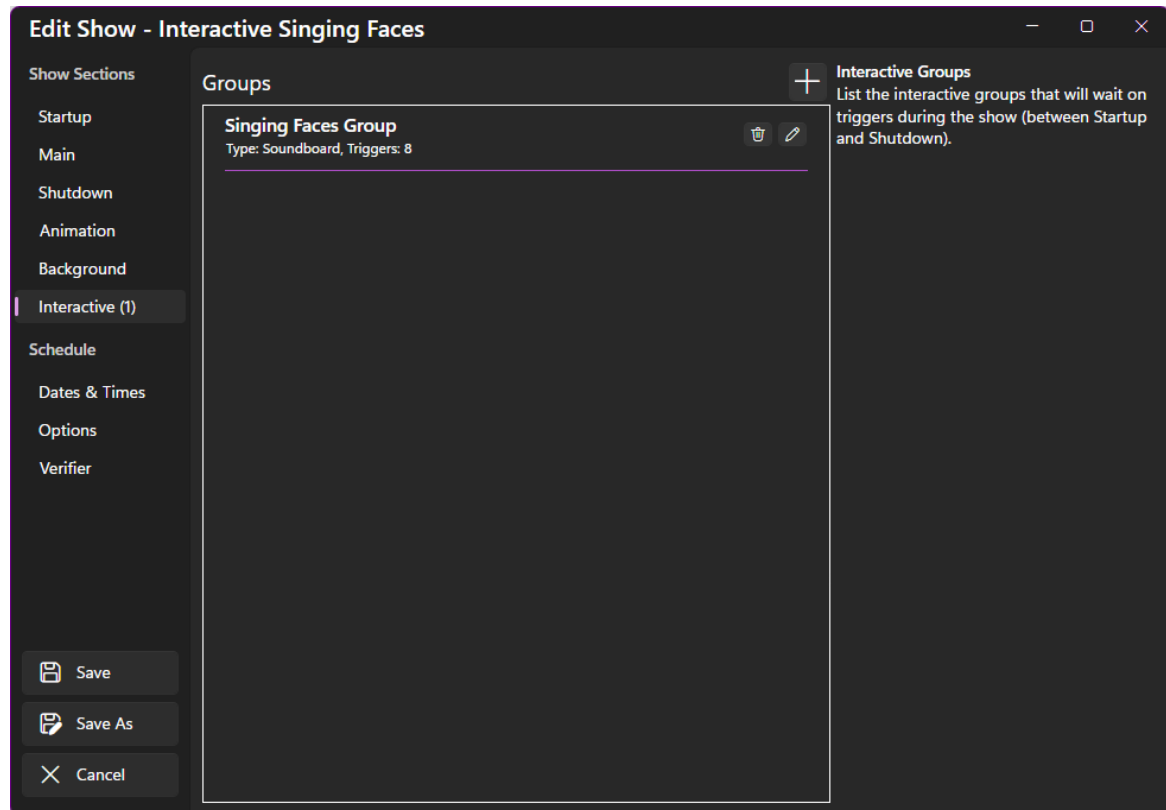 Edit Show - Interactive Singing Faces
Show Sections
Startup
Main
Shutdown
Animation
Background
Interactive (1)
Schedule
Dates & Times
Options
Verifier
Save
Save As
Cancel
Groups
Singing Faces Group
Type: Soundboard, Triggers: 8
Interactive Groups
List the interactive groups that will wait on
triggers during the show (between Startup
and Shutdown).